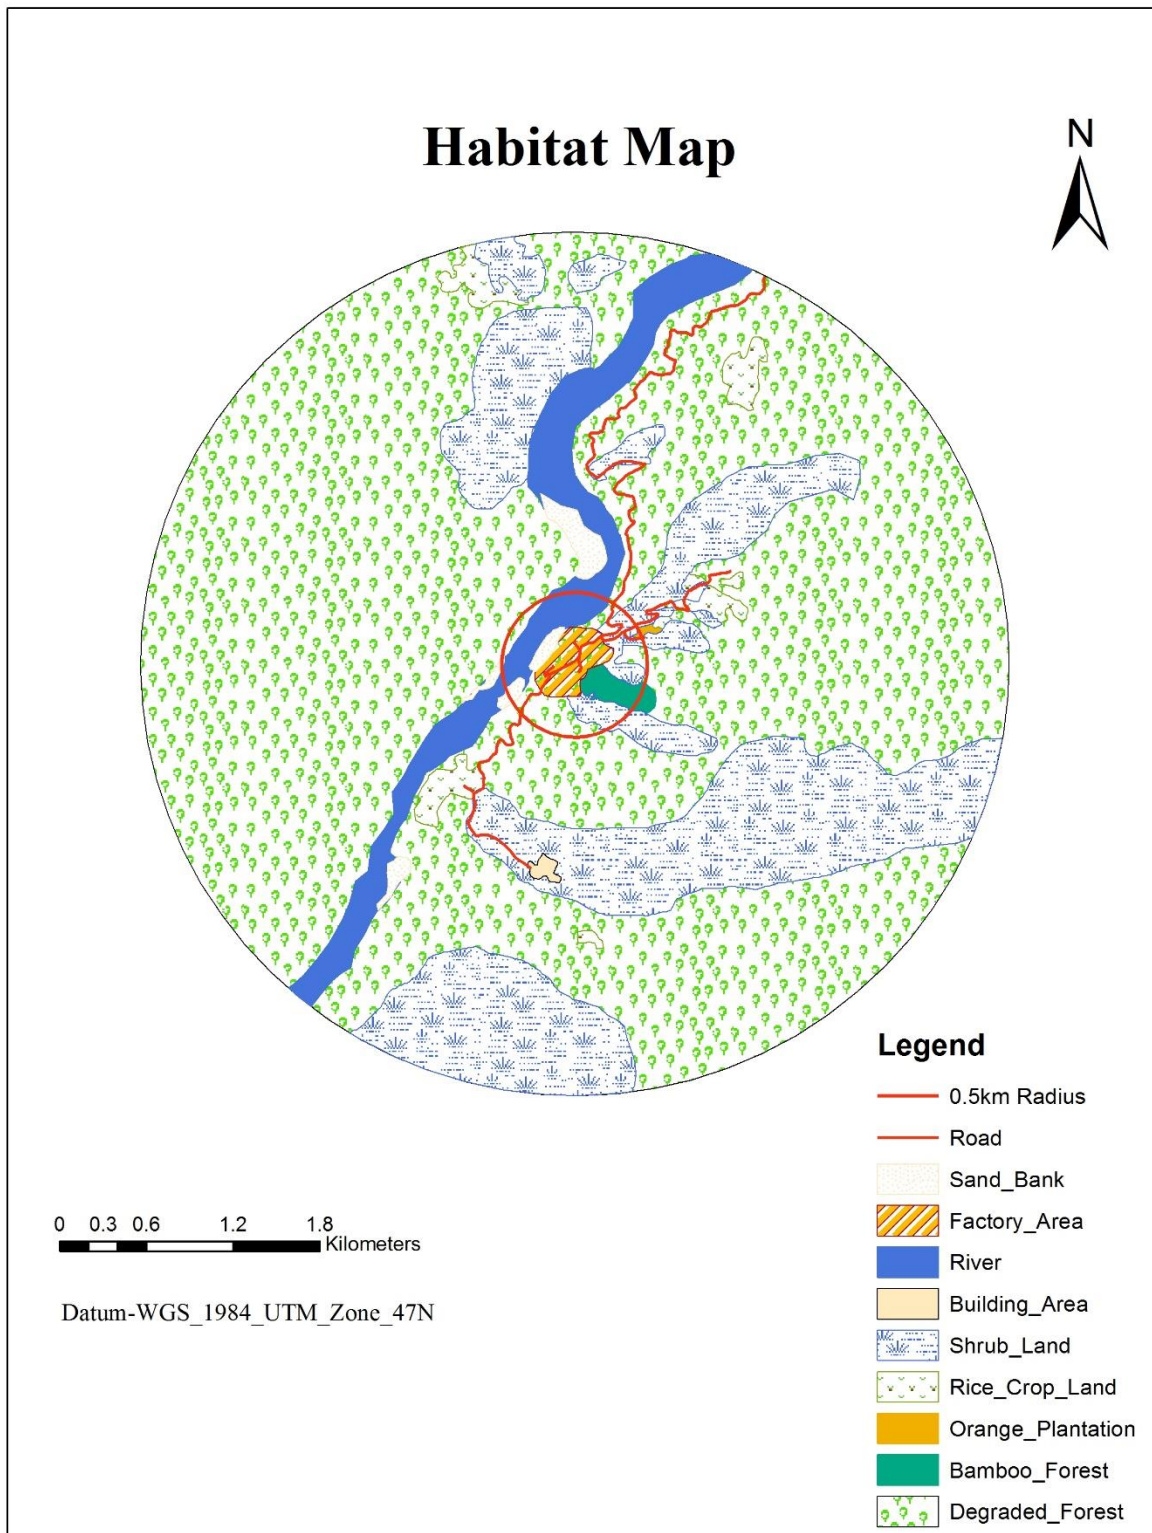 Habitat Map
N
Legend
0.5km Radius
Road
Sand_Bank
Factory_Area
River
Building_Area
Shrub_Land
Rice_Crop_Land
Orange_Plantation
Bamboo_Forest
Degraded_Forest
0 0.3 0.6 1.2 1.8
Kilometers
Datum-WGS_1984_UTM_Zone_47N